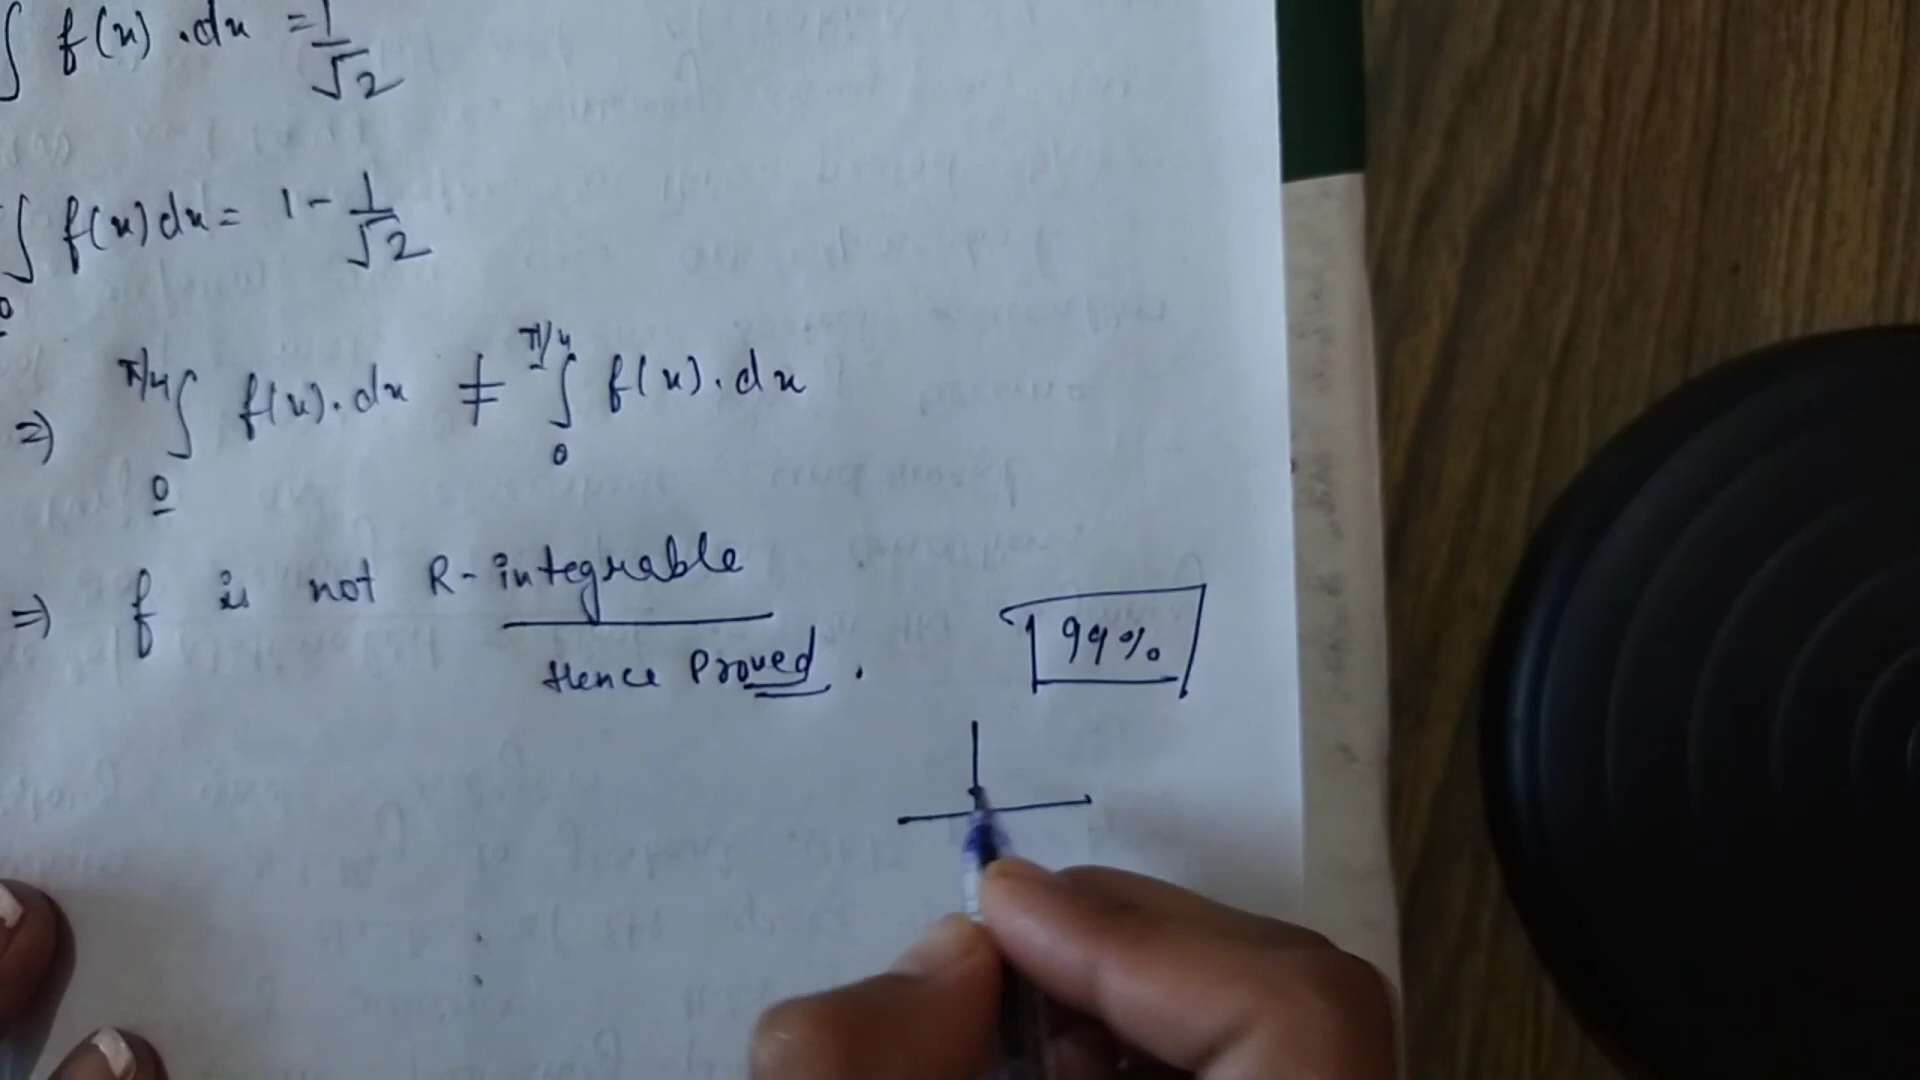 ∫ f(x).dx = 1/√2
∫ f(x)dx = 1 - 1/√2
0
⇒ π/4 ∫ f(x).dx ≠ π/4 ∫ f(x).dx
0 0
⇒ f is not R-integrable
Hence Proved.
99%